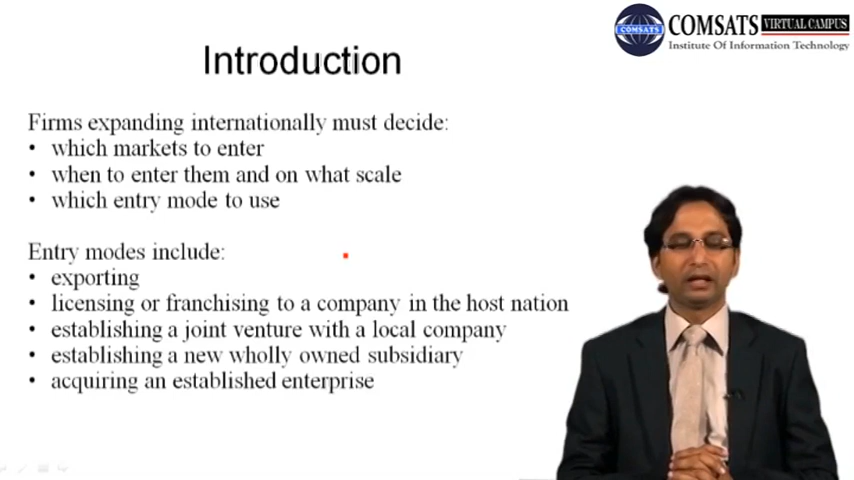 COMSATS VIRTUAL CAMPUS
COMSATS
Institute Of Information Technology
Introduction
Firms expanding internationally must decide:
• which markets to enter
• when to enter them and on what scale
• which entry mode to use
Entry modes include:
• exporting
• licensing or franchising to a company in the host nation
• establishing a joint venture with a local company
• establishing a new wholly owned subsidiary
• acquiring an established enterprise